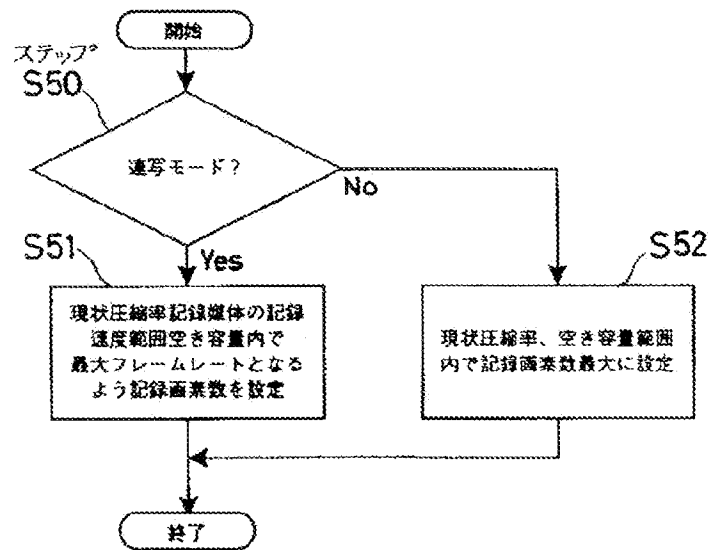 開始
ステップ
S50
連写モード?
No
S51
Yes
S52
現状圧縮率記録媒体の記録
速度範囲空き容量内で
最大フレームレートとなる
よう記録画素数を設定
現状圧縮率、空き容量範囲
内で記録画素数最大に設定
終了